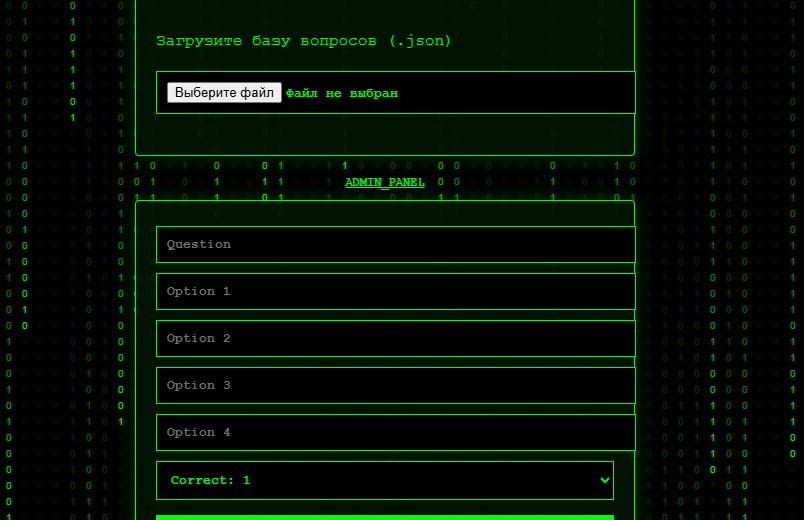 Загрузите базу вопросов (.json)
Выберите файл Файл не выбран
ADMIN_PANEL
Question
Option 1
Option 2
Option 3
Option 4
Correct: 1